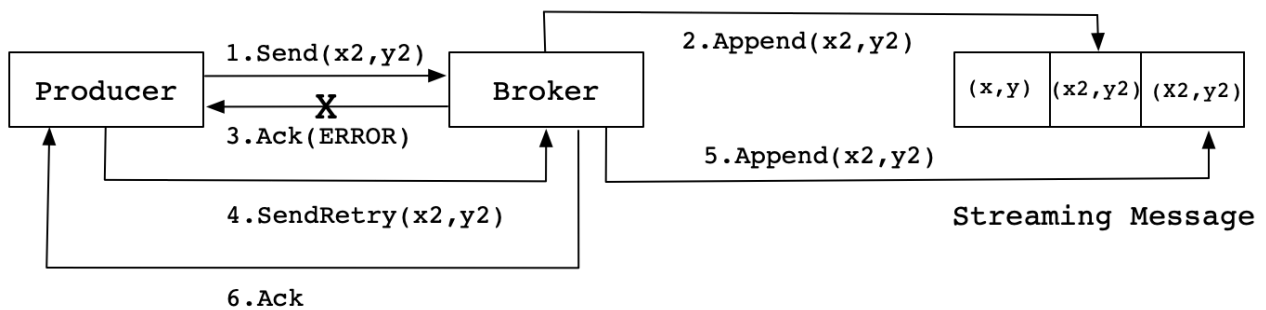 1.Send(x2,y2)
2.Append(x2,y2)
Producer
X
Broker
(x,y)
(x2,y2)
(X2,y2)
3.Ack(ERROR)
5.Append(x2,y2)
4.SendRetry(x2,y2)
Streaming Message
6.Ack